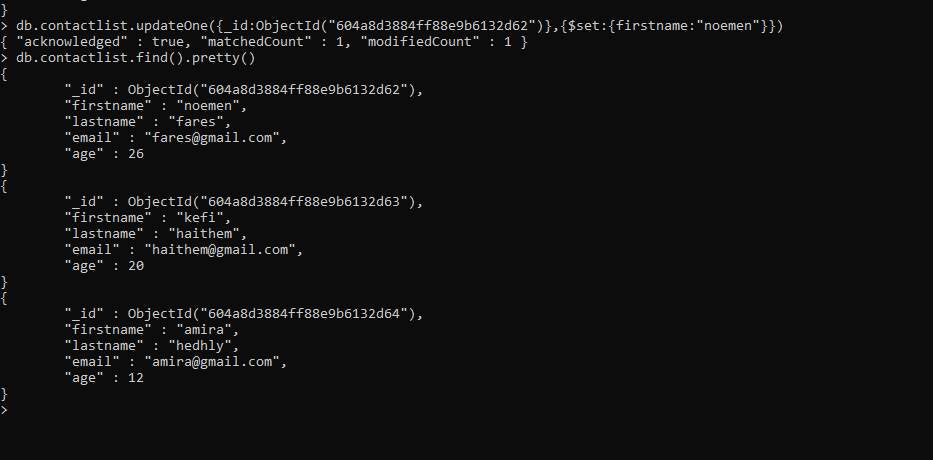 }
> db.contactlist.updateOne({_id:ObjectId("604a8d3884ff88e9b6132d62")},{$set:{firstname:"noemen"}})
{ "acknowledged" : true, "matchedCount" : 1, "modifiedCount" : 1 }
> db.contactlist.find().pretty()
{
        "_id" : ObjectId("604a8d3884ff88e9b6132d62"),
        "firstname" : "noemen",
        "lastname" : "fares",
        "email" : "fares@gmail.com",
        "age" : 26
}
{
        "_id" : ObjectId("604a8d3884ff88e9b6132d63"),
        "firstname" : "kefi",
        "lastname" : "haithem",
        "email" : "haithem@gmail.com",
        "age" : 20
}
{
        "_id" : ObjectId("604a8d3884ff88e9b6132d64"),
        "firstname" : "amira",
        "lastname" : "hedhly",
        "email" : "amira@gmail.com",
        "age" : 12
}
>